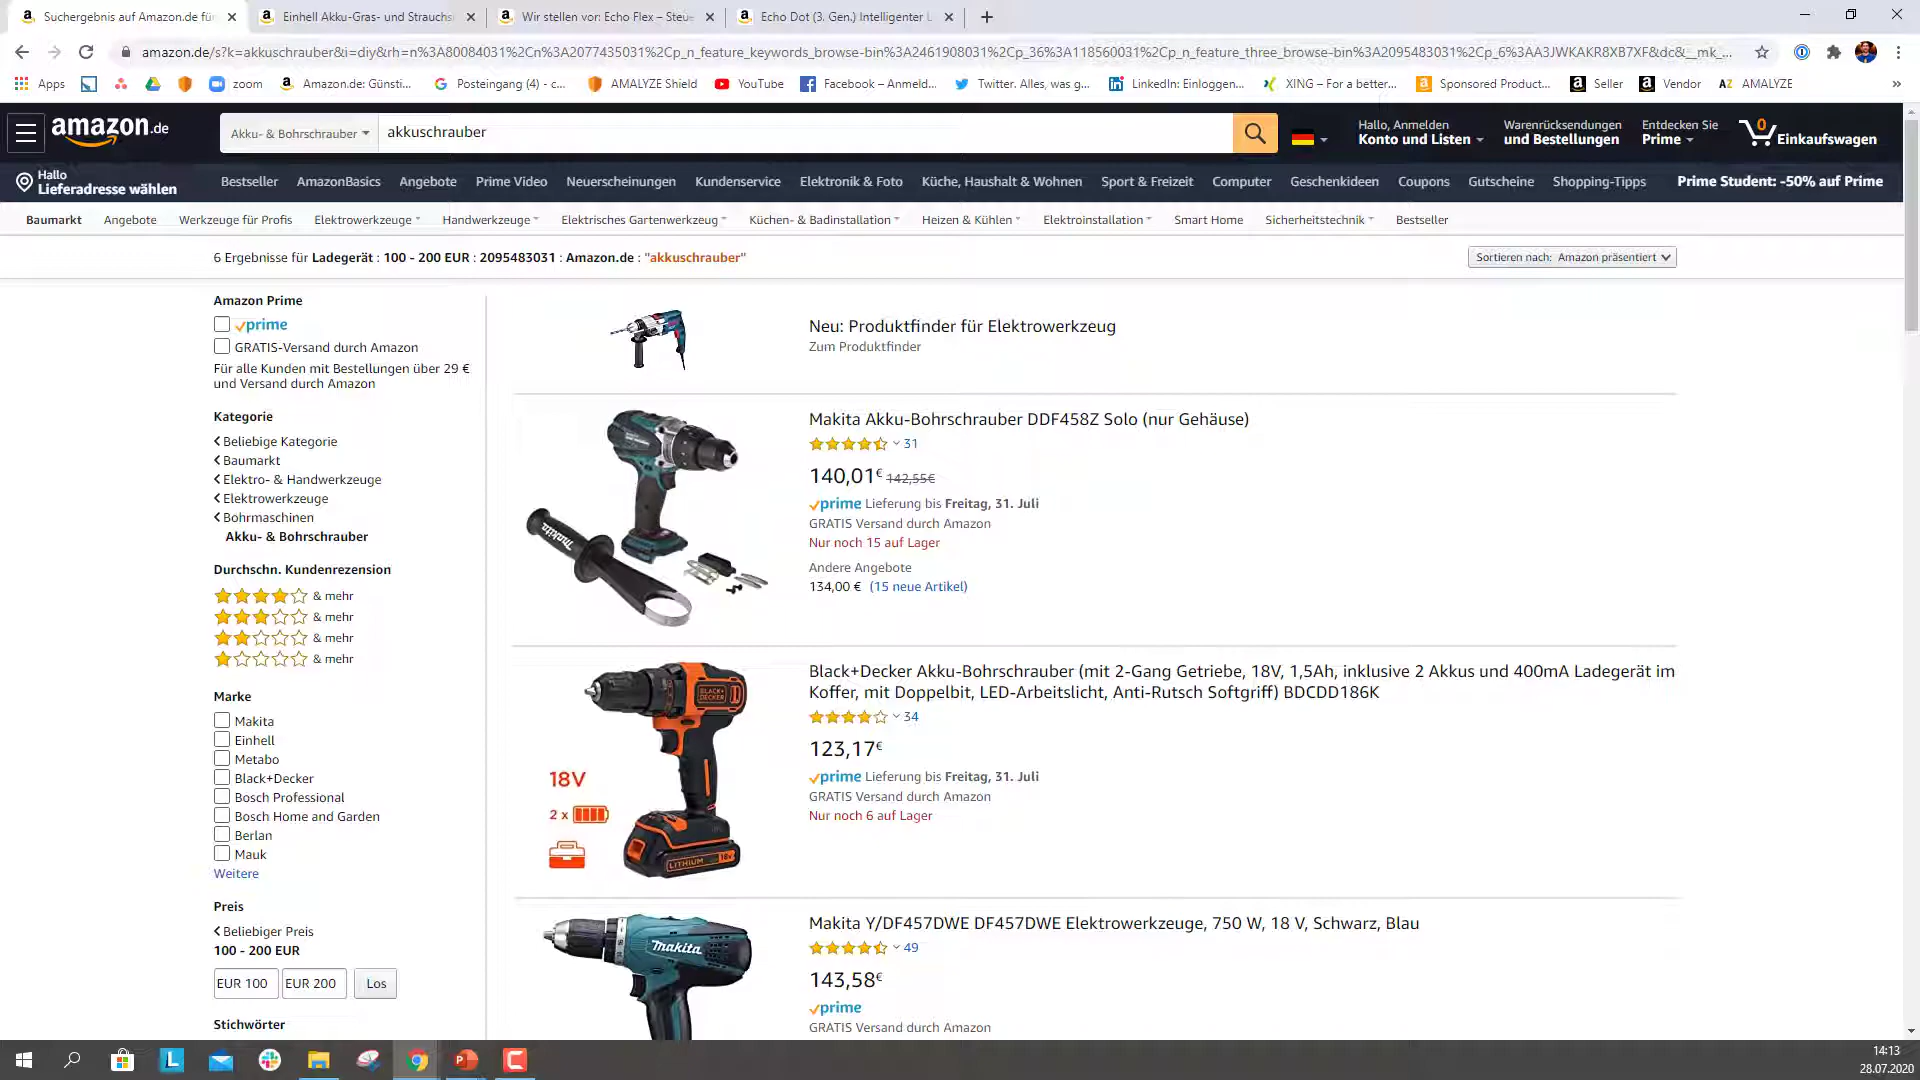 Suchergebnis auf Amazon.de fü
Einhell Akku-Gras- und Strauchs
Wir stellen vor: Echo Flex – Steue
Echo Dot (3. Gen.) Intelligenter L
amazon.de/s?k=akkuschrauber&i=diy&rh=n%3A80084031%2Cn%3A2077435031%2Cp_n_feature_keywords_browse-bin%3A2461908031%2Cp_36%3A118560031%2Cp_n_feature_three_browse-bin%3A2095483031%2Cp_6%3AA3JWKAKR8XB7XF&dc&__mk_...
Apps
zoom
Amazon.de: Günsti...
Posteingang (4) - c...
AMALYZE Shield
YouTube
Facebook – Anmeld...
Twitter. Alles, was g...
LinkedIn: Einloggen...
XING – For a better...
Sponsored Product...
Seller
Vendor
AMALYZE
amazon.de
Akku- & Bohrschrauber
akkuschrauber
Hallo, Anmelden
Konto und Listen
Warenrücksendungen
und Bestellungen
Entdecken Sie
Prime
0
Einkaufswagen
Hallo
Lieferadresse wählen
Bestseller
AmazonBasics
Angebote
Prime Video
Neuerscheinungen
Kundenservice
Elektronik & Foto
Küche, Haushalt & Wohnen
Sport & Freizeit
Computer
Geschenkideen
Coupons
Gutscheine
Shopping-Tipps
Prime Student: -50% auf Prime
Baumarkt
Angebote
Werkzeuge für Profis
Elektrowerkzeuge
Handwerkzeuge
Elektrisches Gartenwerkzeug
Küchen- & Badinstallation
Heizen & Kühlen
Elektroinstallation
Smart Home
Sicherheitstechnik
Bestseller
6 Ergebnisse für Ladegerät : 100 - 200 EUR : 2095483031 : Amazon.de : "akkuschrauber"
Sortieren nach: Amazon präsentiert
Amazon Prime
prime
GRATIS-Versand durch Amazon
Für alle Kunden mit Bestellungen über 29 €
und Versand durch Amazon
Kategorie
Beliebige Kategorie
Baumarkt
Elektro- & Handwerkzeuge
Elektrowerkzeuge
Bohrmaschinen
Akku- & Bohrschrauber
Durchschn. Kundenrezension
& mehr
& mehr
& mehr
& mehr
Marke
Makita
Einhell
Metabo
Black+Decker
Bosch Professional
Bosch Home and Garden
Berlan
Mauk
Weitere
Preis
Beliebiger Preis
100 - 200 EUR
EUR 100
EUR 200
Los
Stichwörter
Neu: Produktfinder für Elektrowerkzeug
Zum Produktfinder
makita
Makita Akku-Bohrschrauber DDF458Z Solo (nur Gehäuse)
31
140,01€ 142,55€
prime Lieferung bis Freitag, 31. Juli
GRATIS Versand durch Amazon
Nur noch 15 auf Lager
Andere Angebote
134,00 € (15 neue Artikel)
18V
2 x
BLACK+DECKER
LITHIUM 18V
Black+Decker Akku-Bohrschrauber (mit 2-Gang Getriebe, 18V, 1,5Ah, inklusive 2 Akkus und 400mA Ladegerät im
Koffer, mit Doppelbit, LED-Arbeitslicht, Anti-Rutsch Softgriff) BDCDD186K
34
123,17€
prime Lieferung bis Freitag, 31. Juli
GRATIS Versand durch Amazon
Nur noch 6 auf Lager
makita
Makita Y/DF457DWE DF457DWE Elektrowerkzeuge, 750 W, 18 V, Schwarz, Blau
49
143,58€
prime
GRATIS Versand durch Amazon
14:13
28.07.2020